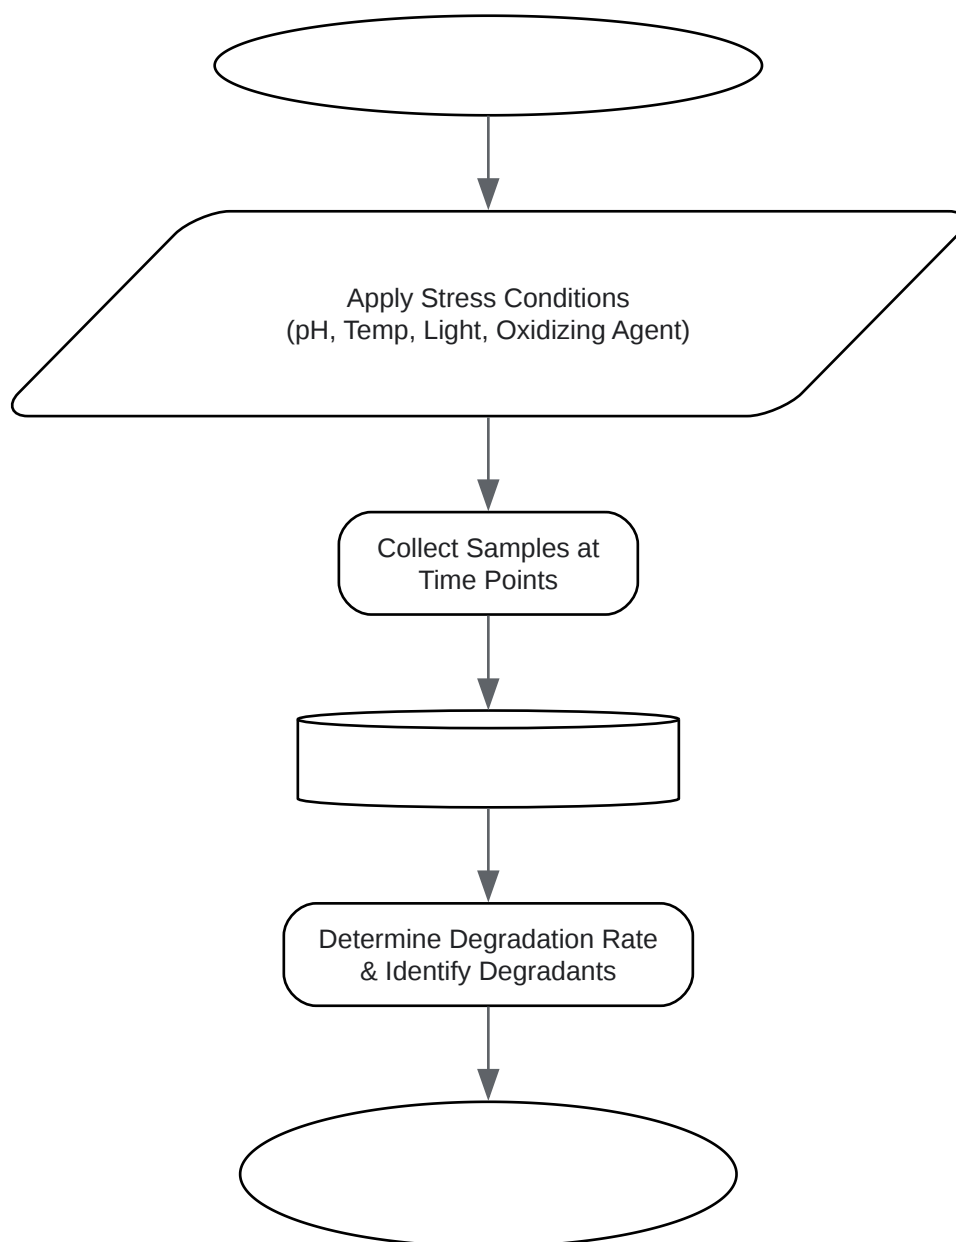 Apply Stress Conditions
(pH, Temp, Light, Oxidizing Agent)
Collect Samples at
Time Points
Determine Degradation Rate
& Identify Degradants